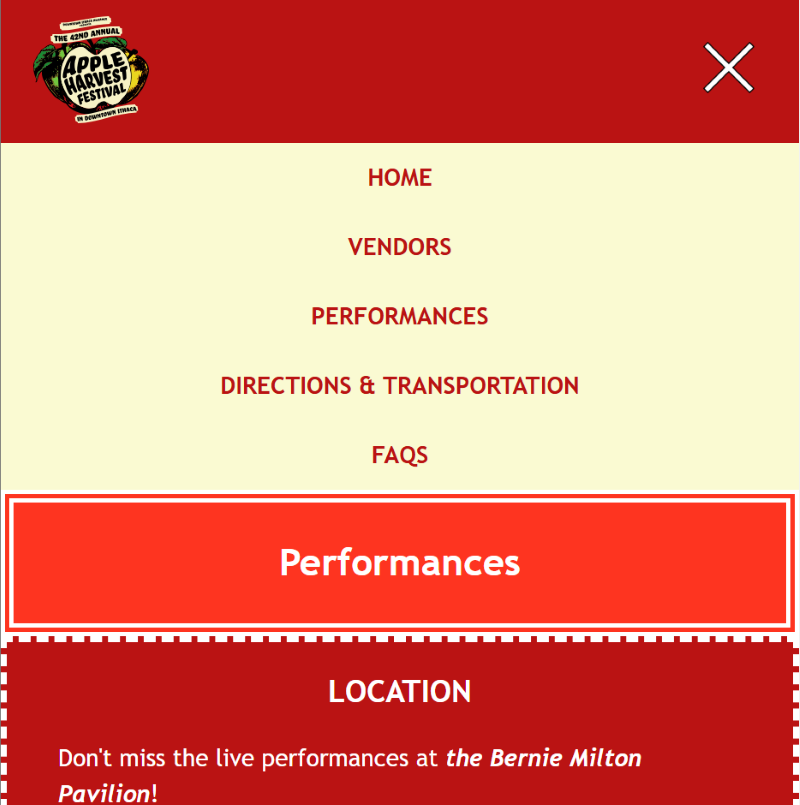 THE 42ND ANNUAL
APPLE
HARVEST
FESTIVAL
IN DOWNTOWN ITHACA
HOME
VENDORS
PERFORMANCES
DIRECTIONS & TRANSPORTATION
FAQS
Performances
LOCATION
Don't miss the live performances at the Bernie Milton
Pavilion!